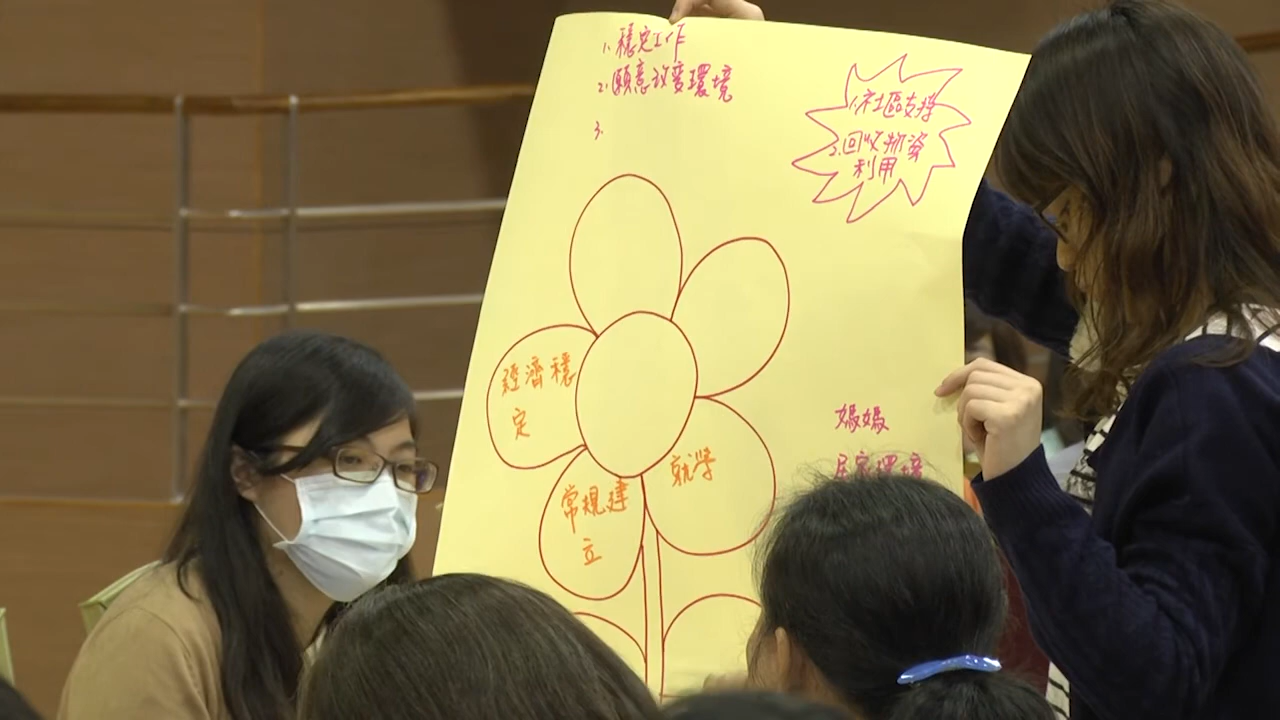 1. 穩定工作
2. 願意改變環境
3.
1. 社區支持
2. 回收物資
利用
經濟穩
定
就學
常規建
立
媽媽
居家環境